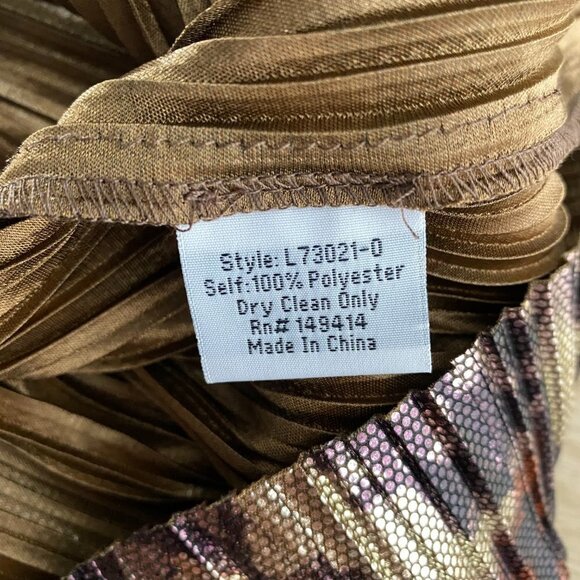 Style: L73021-0
Self:100% Polyester
Dry Clean Only
Rn# 149414
Made In China